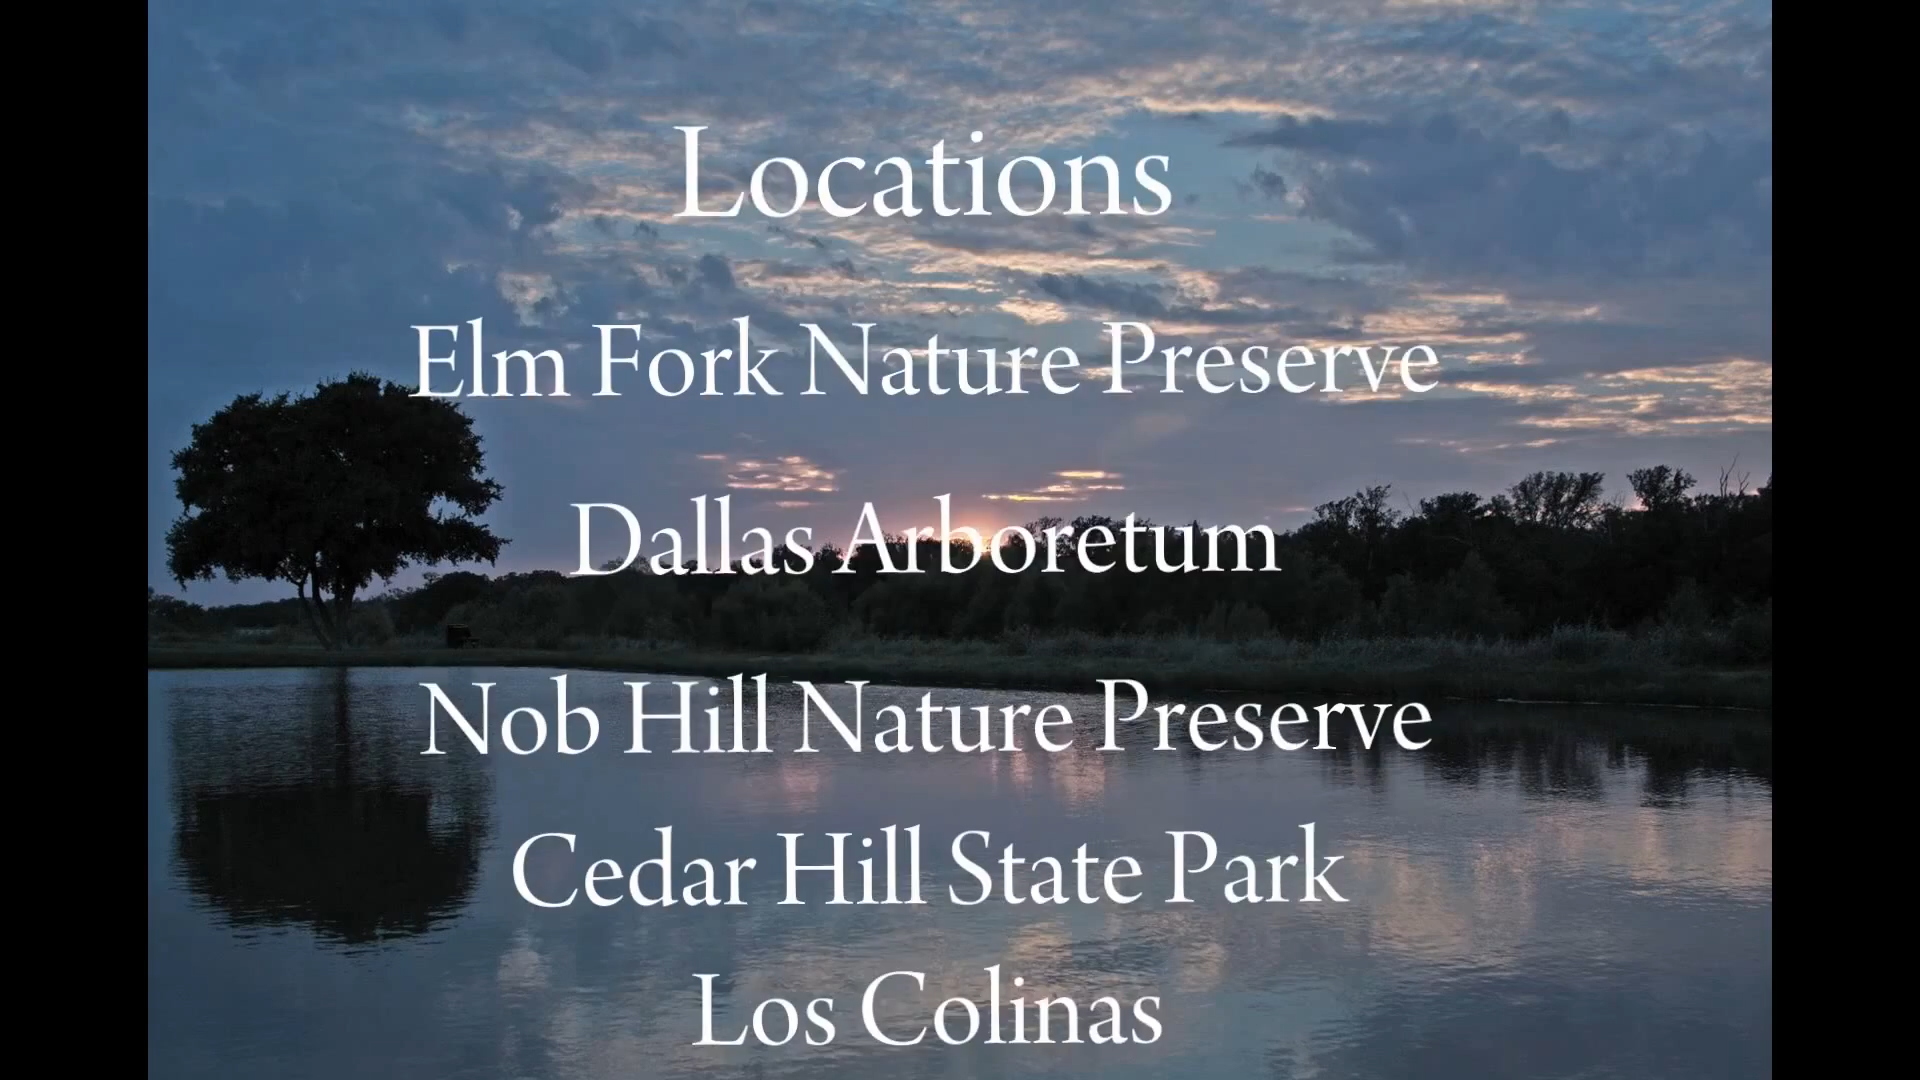 Locations
Elm Fork Nature Preserve
Dallas Arboretum
Nob Hill Nature Preserve
Cedar Hill State Park
Los Colinas